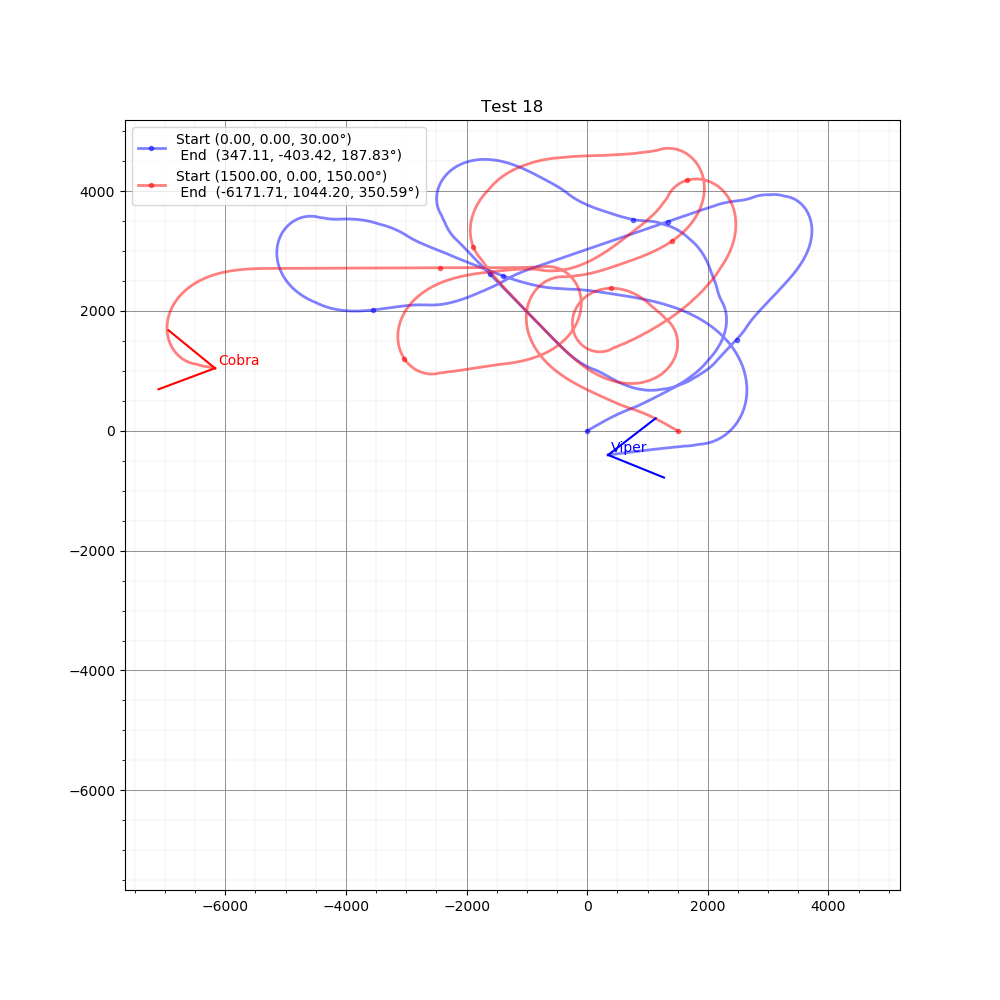 Test 18
Start (0.00, 0.00, 30.00°)
End (347.11, -403.42, 187.83°)
Start (1500.00, 0.00, 150.00°)
End (-6171.71, 1044.20, 350.59°)
4000
2000
0
−2000
−4000
−6000
Cobra
Viper
−6000 −4000 −2000 0 2000 4000